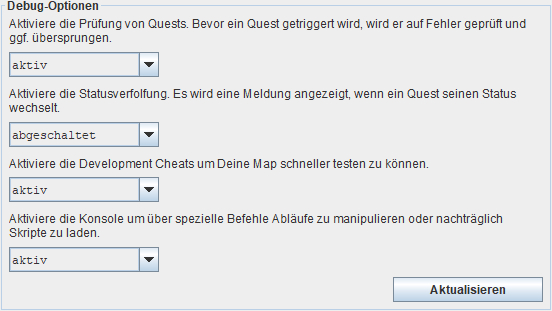 Debug-Optionen
Aktiviere die Prüfung von Quests. Bevor ein Quest getriggert wird, wird er auf Fehler geprüft und
ggf. übersprungen.
aktiv
Aktiviere die Statusverfolfung. Es wird eine Meldung angezeigt, wenn ein Quest seinen Status
wechselt.
abgeschaltet
Aktiviere die Development Cheats um Deine Map schneller testen zu können.
aktiv
Aktiviere die Konsole um über spezielle Befehle Abläufe zu manipulieren oder nachträglich
Skripte zu laden.
aktiv
Aktualisieren